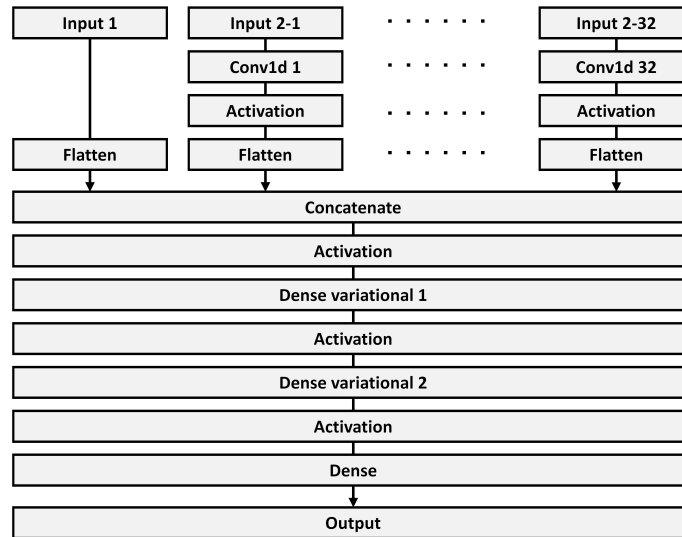 Input 1 Input 2-1 . . . . . . Input 2-32
Conv1d 1 . . . . . . Conv1d 32
Activation . . . . . . Activation
Flatten Flatten . . . . . . Flatten
Concatenate
Activation
Dense variational 1
Activation
Dense variational 2
Activation
Dense
Output